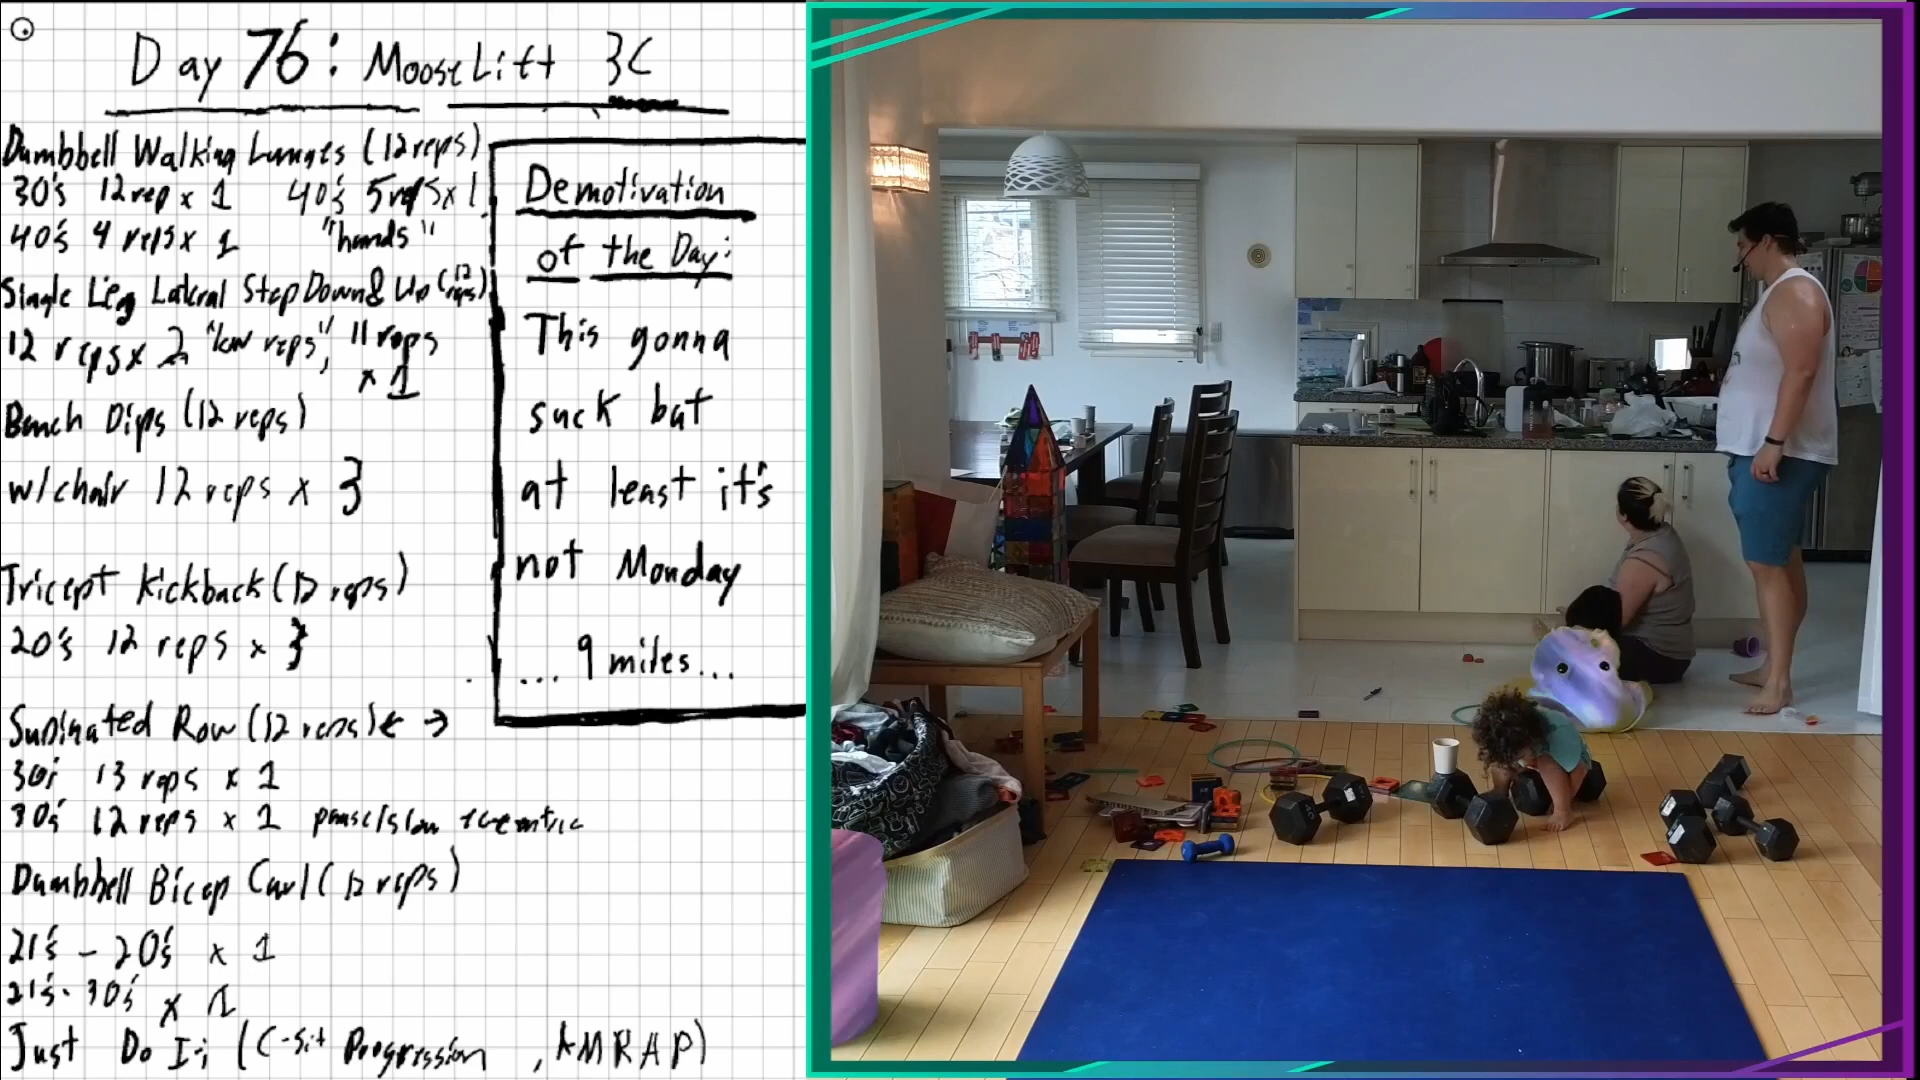 Day 76: MooseLift 3C
Dumbbell Walking Lunges (12 reps)
30's 12 rep x 1 40's 5 reps x 1
40's 4 reps x 1 "hands"
Single Leg Lateral Step Down & Up (12 reps)
12 reps x 2 "low reps", 11 reps
x 1
Bench Dips (12 reps)
w/chair 12 reps x 3
Tricept Kickback (12 reps)
20's 12 reps x 3
Supinated Row (12 reps) ← →
30's 13 reps x 1
30's 12 reps x 1 pause/slow
Dumbbell Bicep Curl (12 reps)
21's - 20's x 1
21's - 30's x 1
Just Do It; (C-sit Progression, AMRAP)
Demotivation
of the Day:
This gonna
suck but
at least it's
not Monday
... 9 miles...